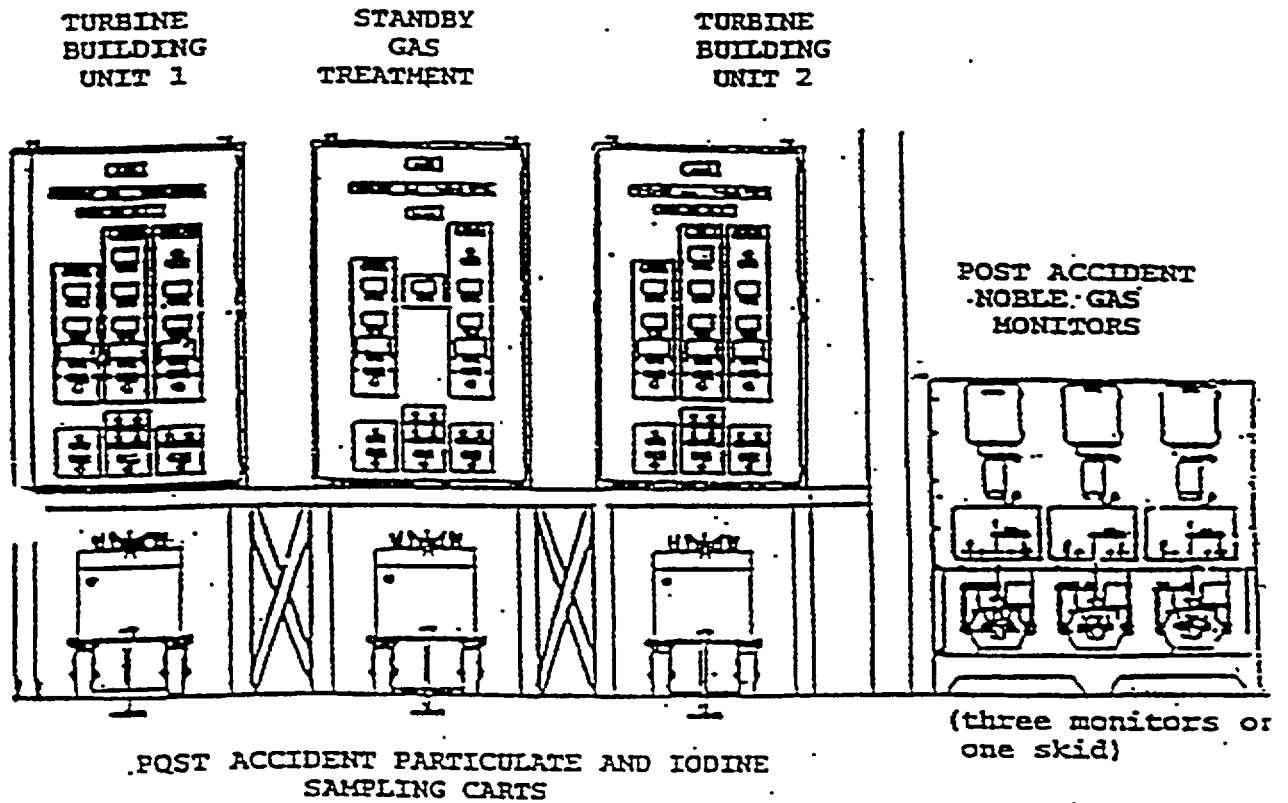 TURBINE
BUILDING
UNIT 1
STANDBY
GAS
TREATMENT
TURBINE
BUILDING
UNIT 2
POST ACCIDENT
NOBLE GAS
MONITORS
(three monitors or
one skid)
POST ACCIDENT PARTICULATE AND IODINE
SAMPLING CARTS